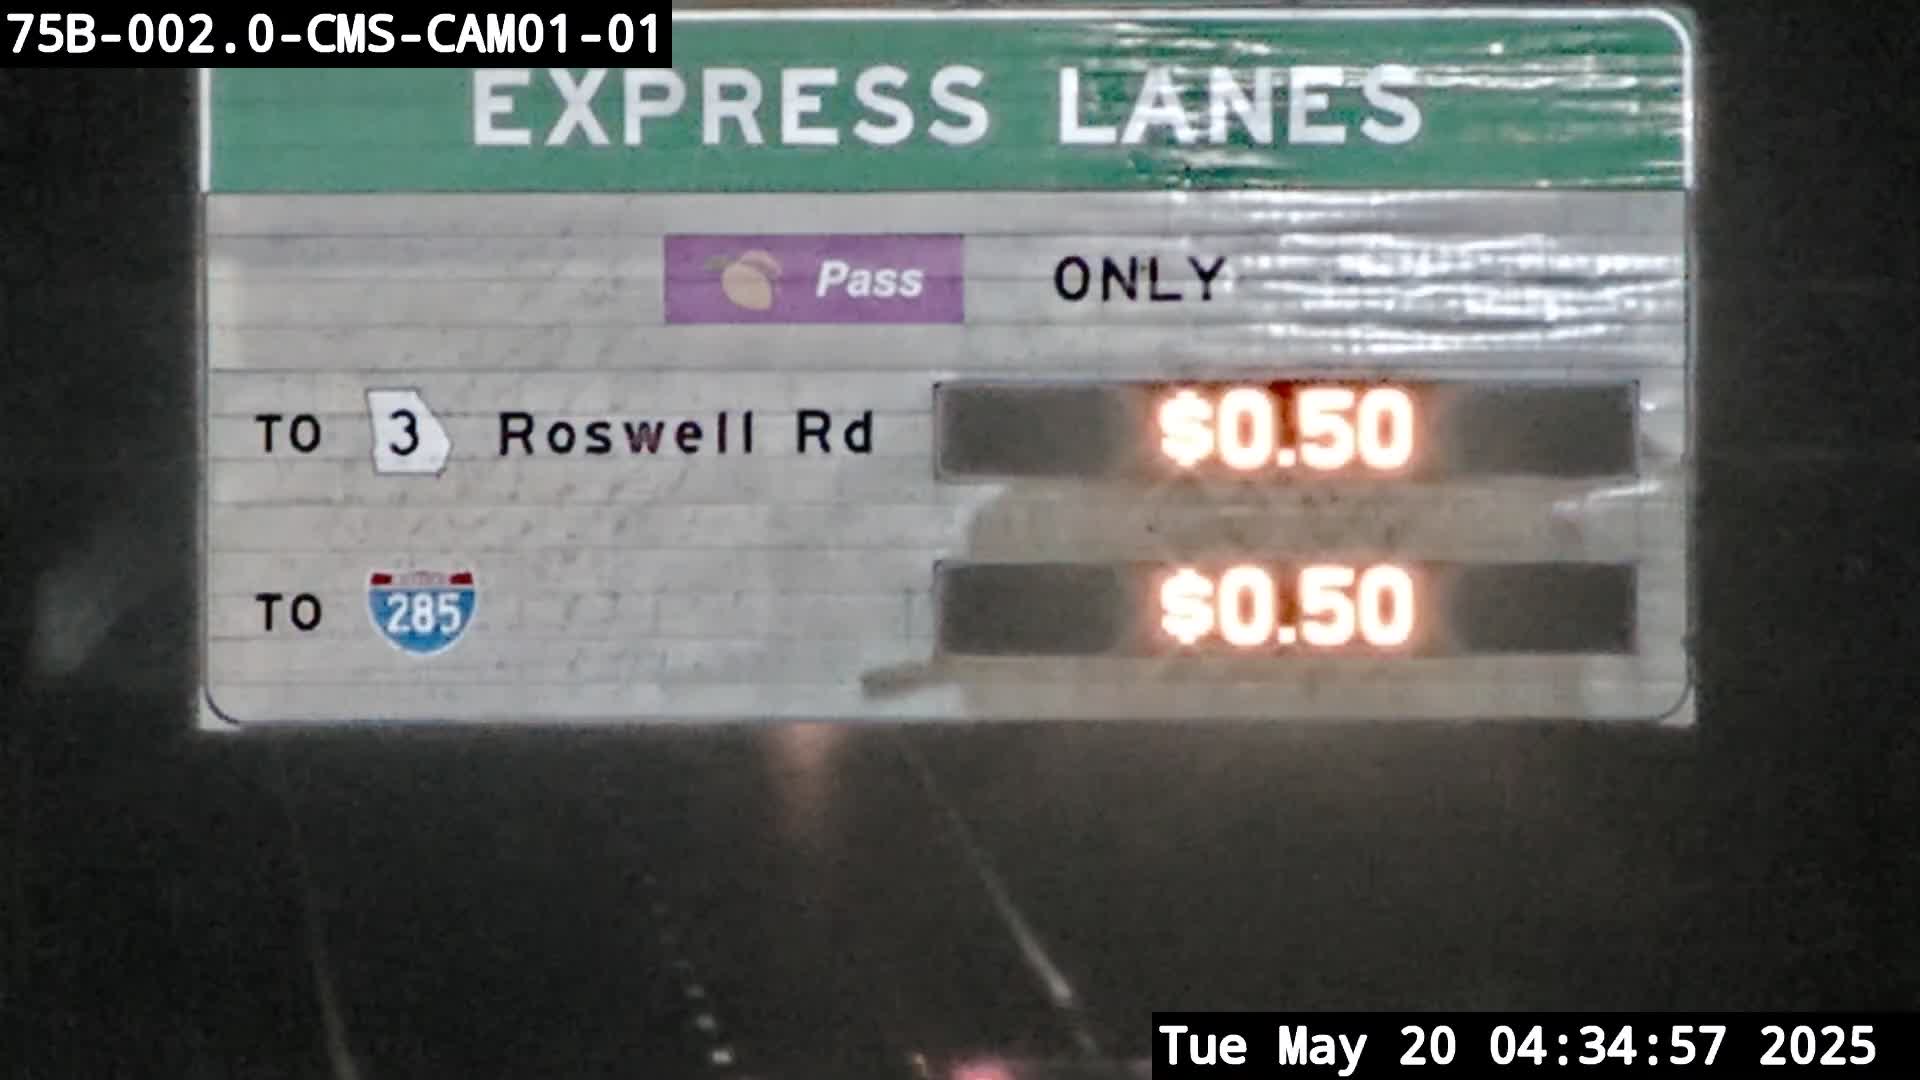 75B-002.0-CMS-CAM01-01
EXPRESS LANES
Pass ONLY
TO 3 Roswell Rd $0.50
TO 285 $0.50
Tue May 20 04:34:57 2025